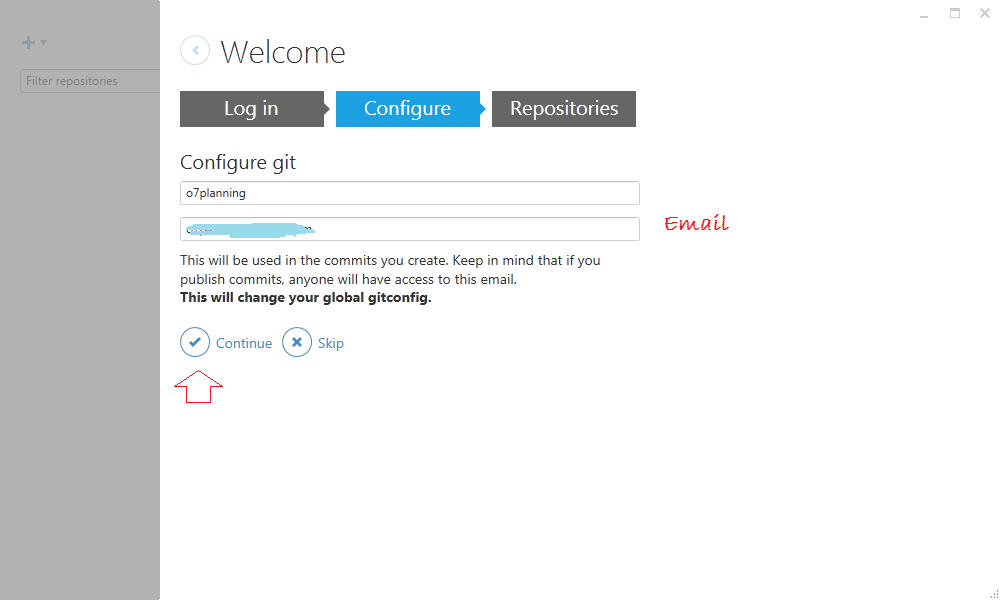 Filter repositories
Welcome
Log in
Configure
Repositories
Configure git
o7planning
Email
This will be used in the commits you create. Keep in mind that if you
publish commits, anyone will have access to this email.
This will change your global gitconfig.
Continue
Skip